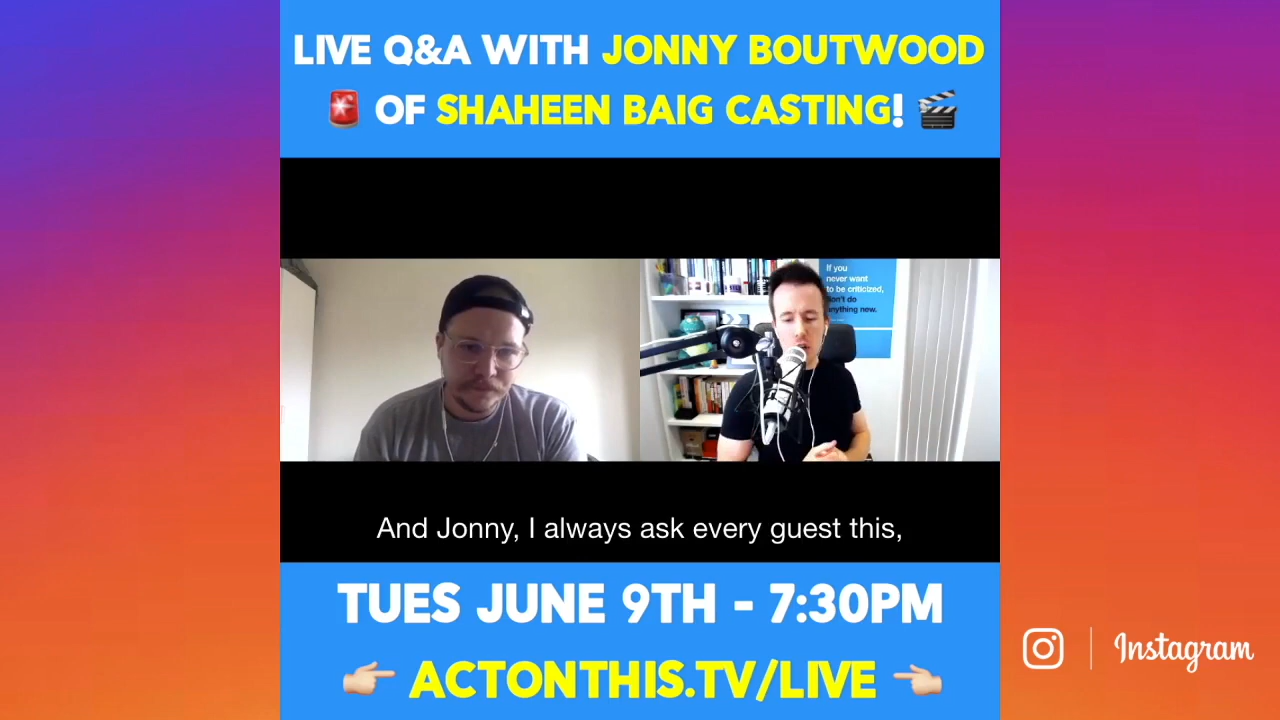 LIVE Q&A WITH JONNY BOUTWOOD
OF SHAHEEN BAIG CASTING!
If you
never want
to be criticized,
don't do
anything new.
And Jonny, I always ask every guest this,
TUES JUNE 9TH - 7:30PM
ACTONTHIS.TV/LIVE
Instagram